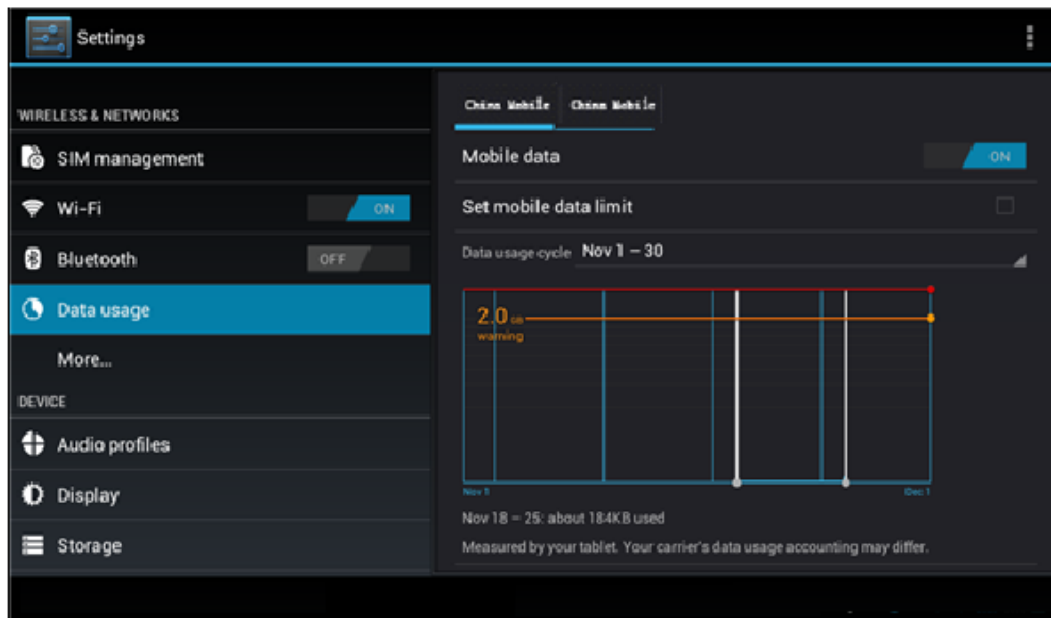 Settings
WIRELESS & NETWORKS
SIM management
Wi-Fi ON
Bluetooth OFF
Data usage
More...
DEVICE
Audio profiles
Display
Storage
China Mobile China Mobile
Mobile data ON
Set mobile data limit
Data usage cycle Nov 1 – 30
2.0 GB
warning
Nov 1 Dec 1
Nov 18 – 25: about 184KB used
Measured by your tablet. Your carrier's data usage accounting may differ.